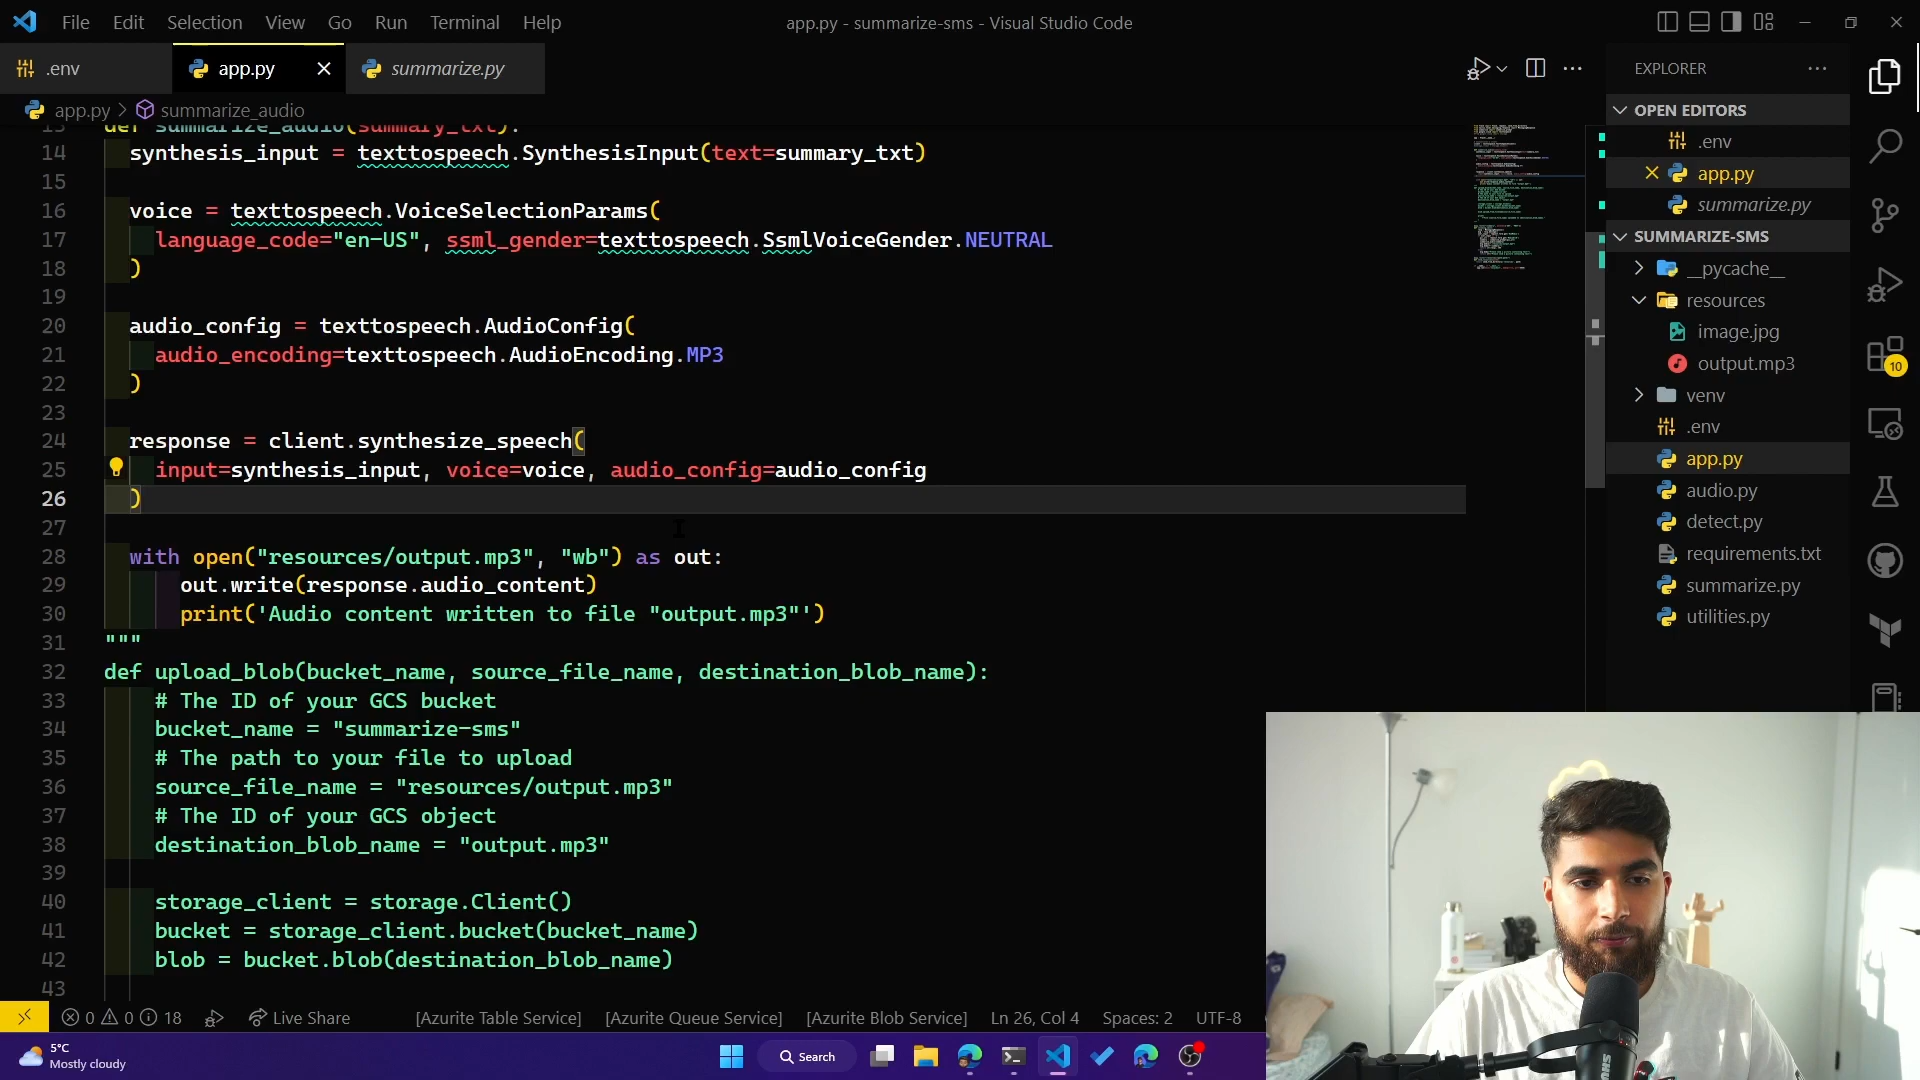 File Edit Selection View Go Run Terminal Help
app.py - summarize-sms - Visual Studio Code
.env app.py summarize.py
app.py > summarize_audio
13 def summarize_audio(summary_txt):
14 synthesis_input = texttospeech.SynthesisInput(text=summary_txt)
15
16 voice = texttospeech.VoiceSelectionParams(
17 language_code="en-US", ssml_gender=texttospeech.SsmlVoiceGender.NEUTRAL
18 )
19
20 audio_config = texttospeech.AudioConfig(
21 audio_encoding=texttospeech.AudioEncoding.MP3
22 )
23
24 response = client.synthesize_speech(
25 input=synthesis_input, voice=voice, audio_config=audio_config
26 )
27
28 with open("resources/output.mp3", "wb") as out:
29 out.write(response.audio_content)
30 print('Audio content written to file "output.mp3"')
31 """
32 def upload_blob(bucket_name, source_file_name, destination_blob_name):
33 # The ID of your GCS bucket
34 bucket_name = "summarize-sms"
35 # The path to your file to upload
36 source_file_name = "resources/output.mp3"
37 # The ID of your GCS object
38 destination_blob_name = "output.mp3"
39
40 storage_client = storage.Client()
41 bucket = storage_client.bucket(bucket_name)
42 blob = bucket.blob(destination_blob_name)
43
EXPLORER
OPEN EDITORS
.env
app.py
summarize.py
SUMMARIZE-SMS
__pycache__
resources
image.jpg
output.mp3
venv
.env
app.py
audio.py
detect.py
requirements.txt
summarize.py
utilities.py
10
0 0 18 Live Share [Azurite Table Service] [Azurite Queue Service] [Azurite Blob Service] Ln 26, Col 4 Spaces: 2 UTF-8
5°C
Mostly cloudy
Search